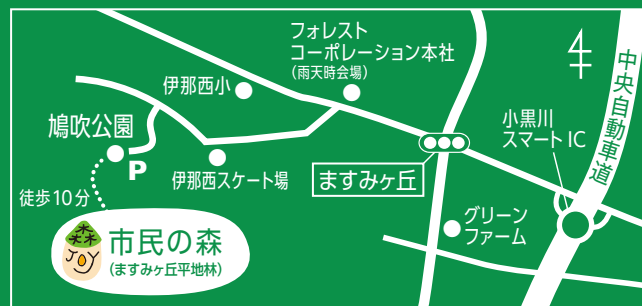 フォレスト
コーポレーション本社
(雨天時会場)
伊那西小
中央自動車道
小黒川
スマートIC
鳩吹公園
P
伊那西スケート場
ますみヶ丘
徒歩10分
グリーン
ファーム
森
JOY
市民の森
(ますみヶ丘平地林)